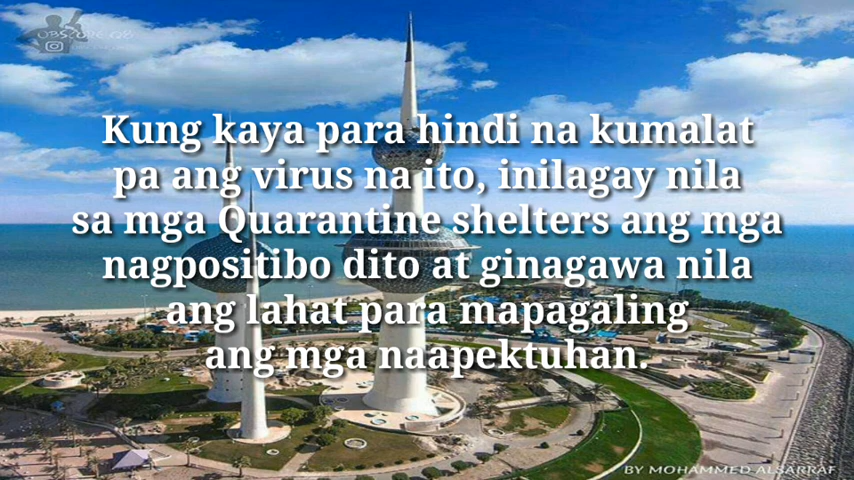 Kung kaya para hindi na kumalat
pa ang virus na ito, inilagay nila
sa mga Quarantine shelters ang mga
nagpositibo dito at ginagawa nila
ang lahat para mapagaling
ang mga naapektuhan.
BY MOHAMMED ALSARRAF